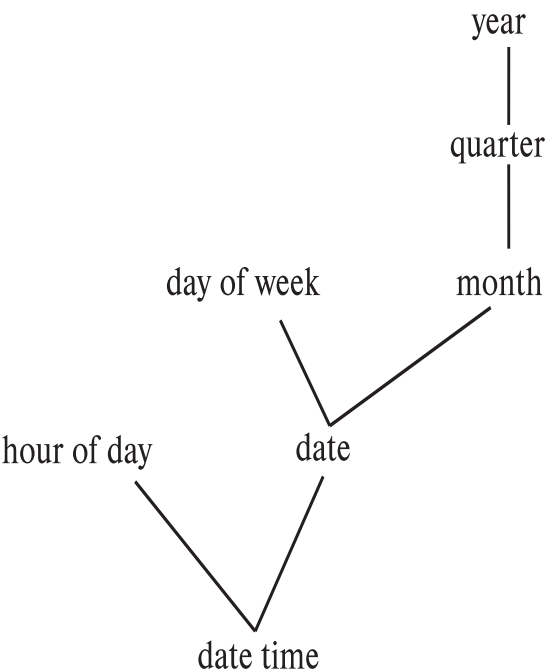 year
quarter
day of week
month
hour of day
date
date time